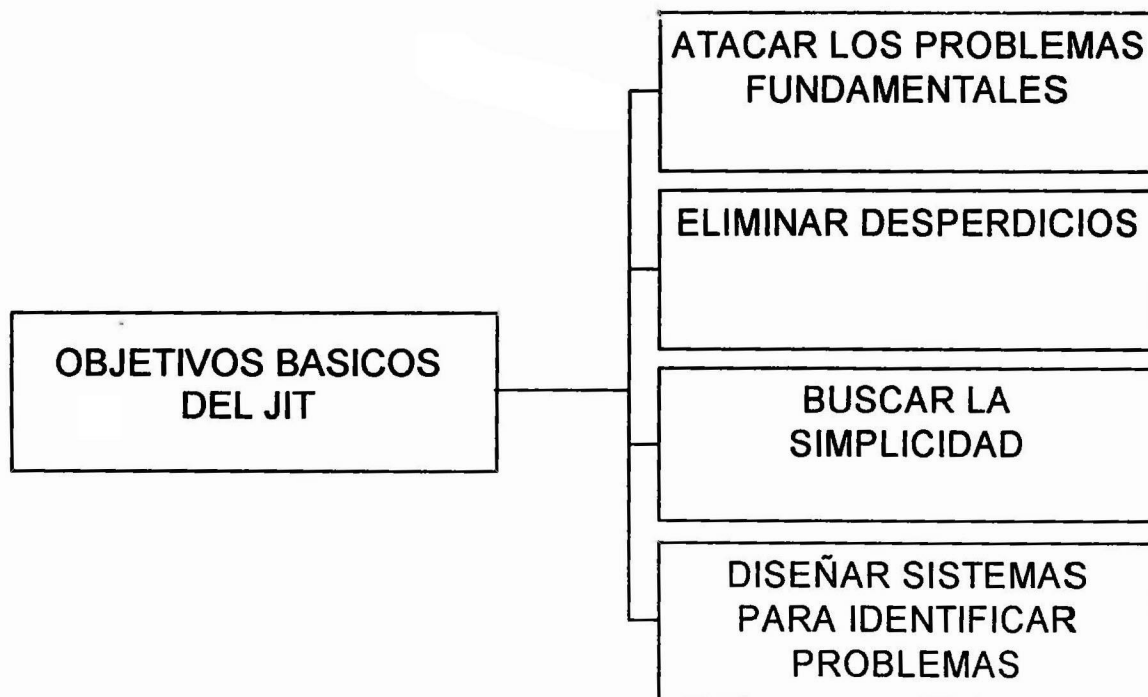 ATACAR LOS PROBLEMAS
FUNDAMENTALES
ELIMINAR DESPERDICIOS
OBJETIVOS BASICOS
DEL JIT
BUSCAR LA
SIMPLICIDAD
DISEÑAR SISTEMAS
PARA IDENTIFICAR
PROBLEMAS